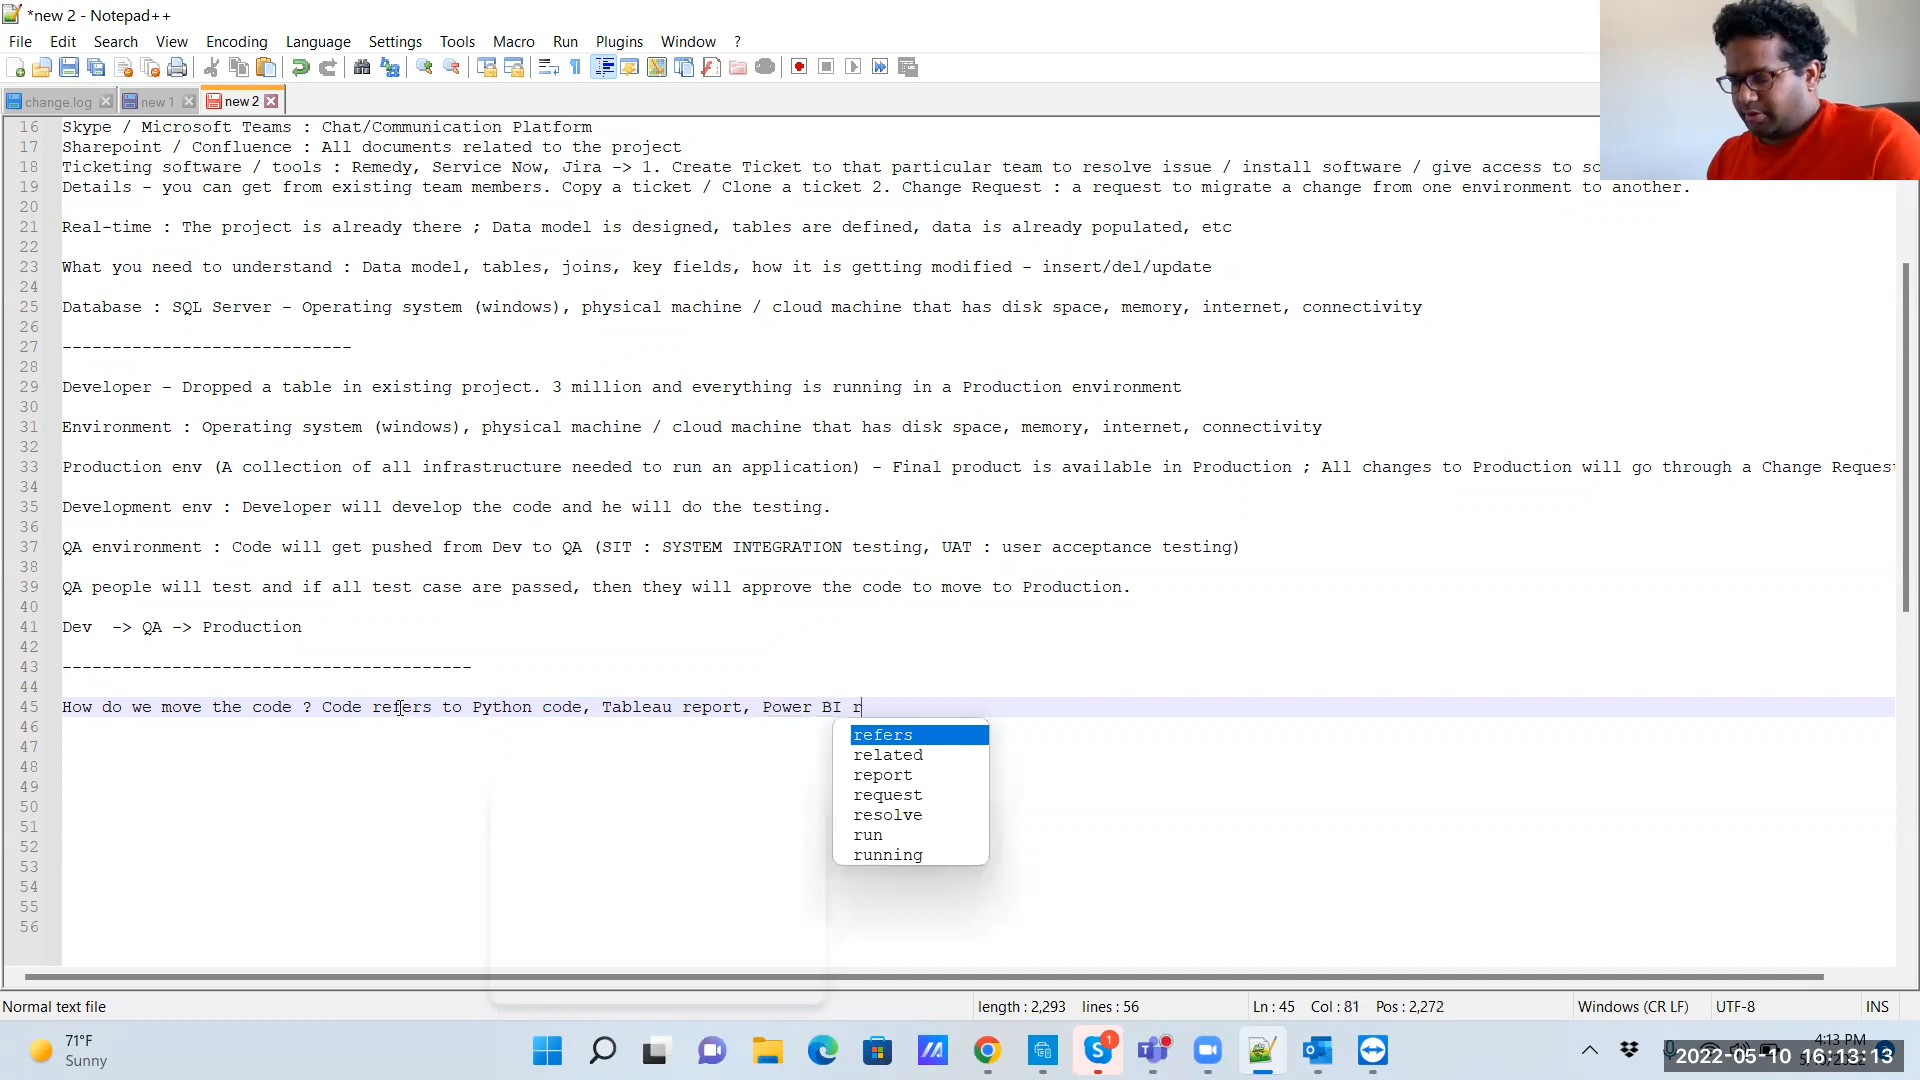 *new 2 - Notepad++
File Edit Search View Encoding Language Settings Tools Macro Run Plugins Window ?
change.log new 1 new 2
16 Skype / Microsoft Teams : Chat/Communication Platform
17 Sharepoint / Confluence : All documents related to the project
18 Ticketing software / tools : Remedy, Service Now, Jira -> 1. Create Ticket to that particular team to resolve issue / install software / give access to so
19 Details - you can get from existing team members. Copy a ticket / Clone a ticket 2. Change Request : a request to migrate a change from one environment to another.
20
21 Real-time : The project is already there ; Data model is designed, tables are defined, data is already populated, etc
22
23 What you need to understand : Data model, tables, joins, key fields, how it is getting modified - insert/del/update
24
25 Database : SQL Server - Operating system (windows), physical machine / cloud machine that has disk space, memory, internet, connectivity
26
27 -----------------------------
28
29 Developer - Dropped a table in existing project. 3 million and everything is running in a Production environment
30
31 Environment : Operating system (windows), physical machine / cloud machine that has disk space, memory, internet, connectivity
32
33 Production env (A collection of all infrastructure needed to run an application) - Final product is available in Production ; All changes to Production will go through a Change Reques
34
35 Development env : Developer will develop the code and he will do the testing.
36
37 QA environment : Code will get pushed from Dev to QA (SIT : SYSTEM INTEGRATION testing, UAT : user acceptance testing)
38
39 QA people will test and if all test case are passed, then they will approve the code to move to Production.
40
41 Dev  -> QA -> Production
42
43 -----------------------------------------
44
45 How do we move the code ? Code refers to Python code, Tableau report, Power BI r
46
refers
47
related
48
report
49
request
50
resolve
51
run
52
running
53
54
55
56
Normal text file length : 2,293 lines : 56 Ln : 45 Col : 81 Pos : 2,272 Windows (CR LF) UTF-8 INS
71°F
Sunny
1
4:13 PM
2022-05-10 16:13:13